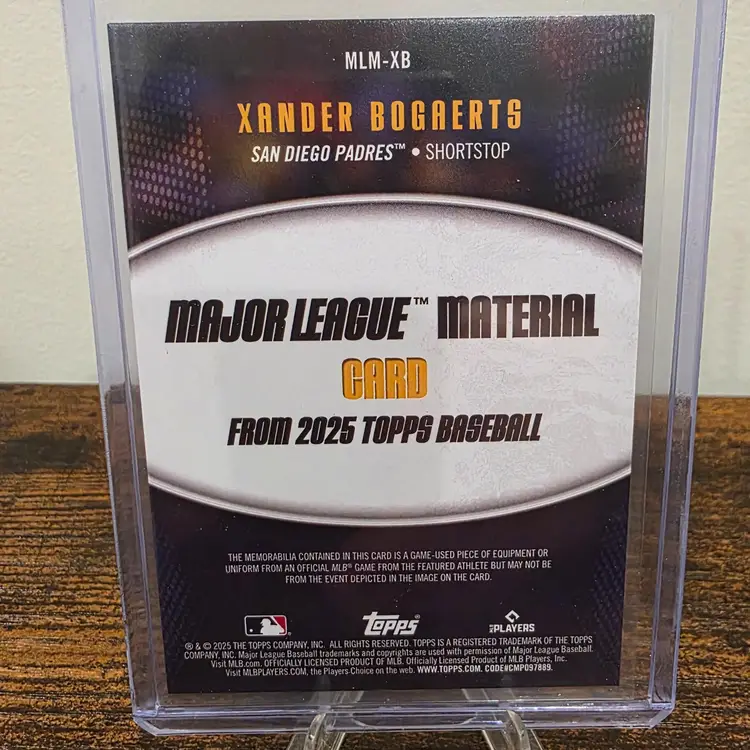 MLM-XB
XANDER BOGAERTS
SAN DIEGO PADRES™ • SHORTSTOP
MAJOR LEAGUE™ MATERIAL
CARD
FROM 2025 TOPPS BASEBALL
THE MEMORABILIA CONTAINED IN THIS CARD IS A GAME-USED PIECE OF EQUIPMENT OR
UNIFORM FROM AN OFFICIAL MLB® GAME FROM THE FEATURED ATHLETE BUT MAY NOT BE
FROM THE EVENT DEPICTED IN THE IMAGE ON THE CARD.
Topps
MLB PLAYERS
® & © 2025 THE TOPPS COMPANY, INC. ALL RIGHTS RESERVED. TOPPS IS A REGISTERED TRADEMARK OF THE TOPPS
COMPANY, INC. Major League Baseball trademarks and copyrights are used with permission of Major League Baseball.
Visit MLB.com. OFFICIALLY LICENSED PRODUCT OF MLB. Officially Licensed Product of MLB Players, Inc.
Visit MLBPLAYERS.COM, the Players Choice on the web. WWW.TOPPS.COM. CODE#CMP097889.